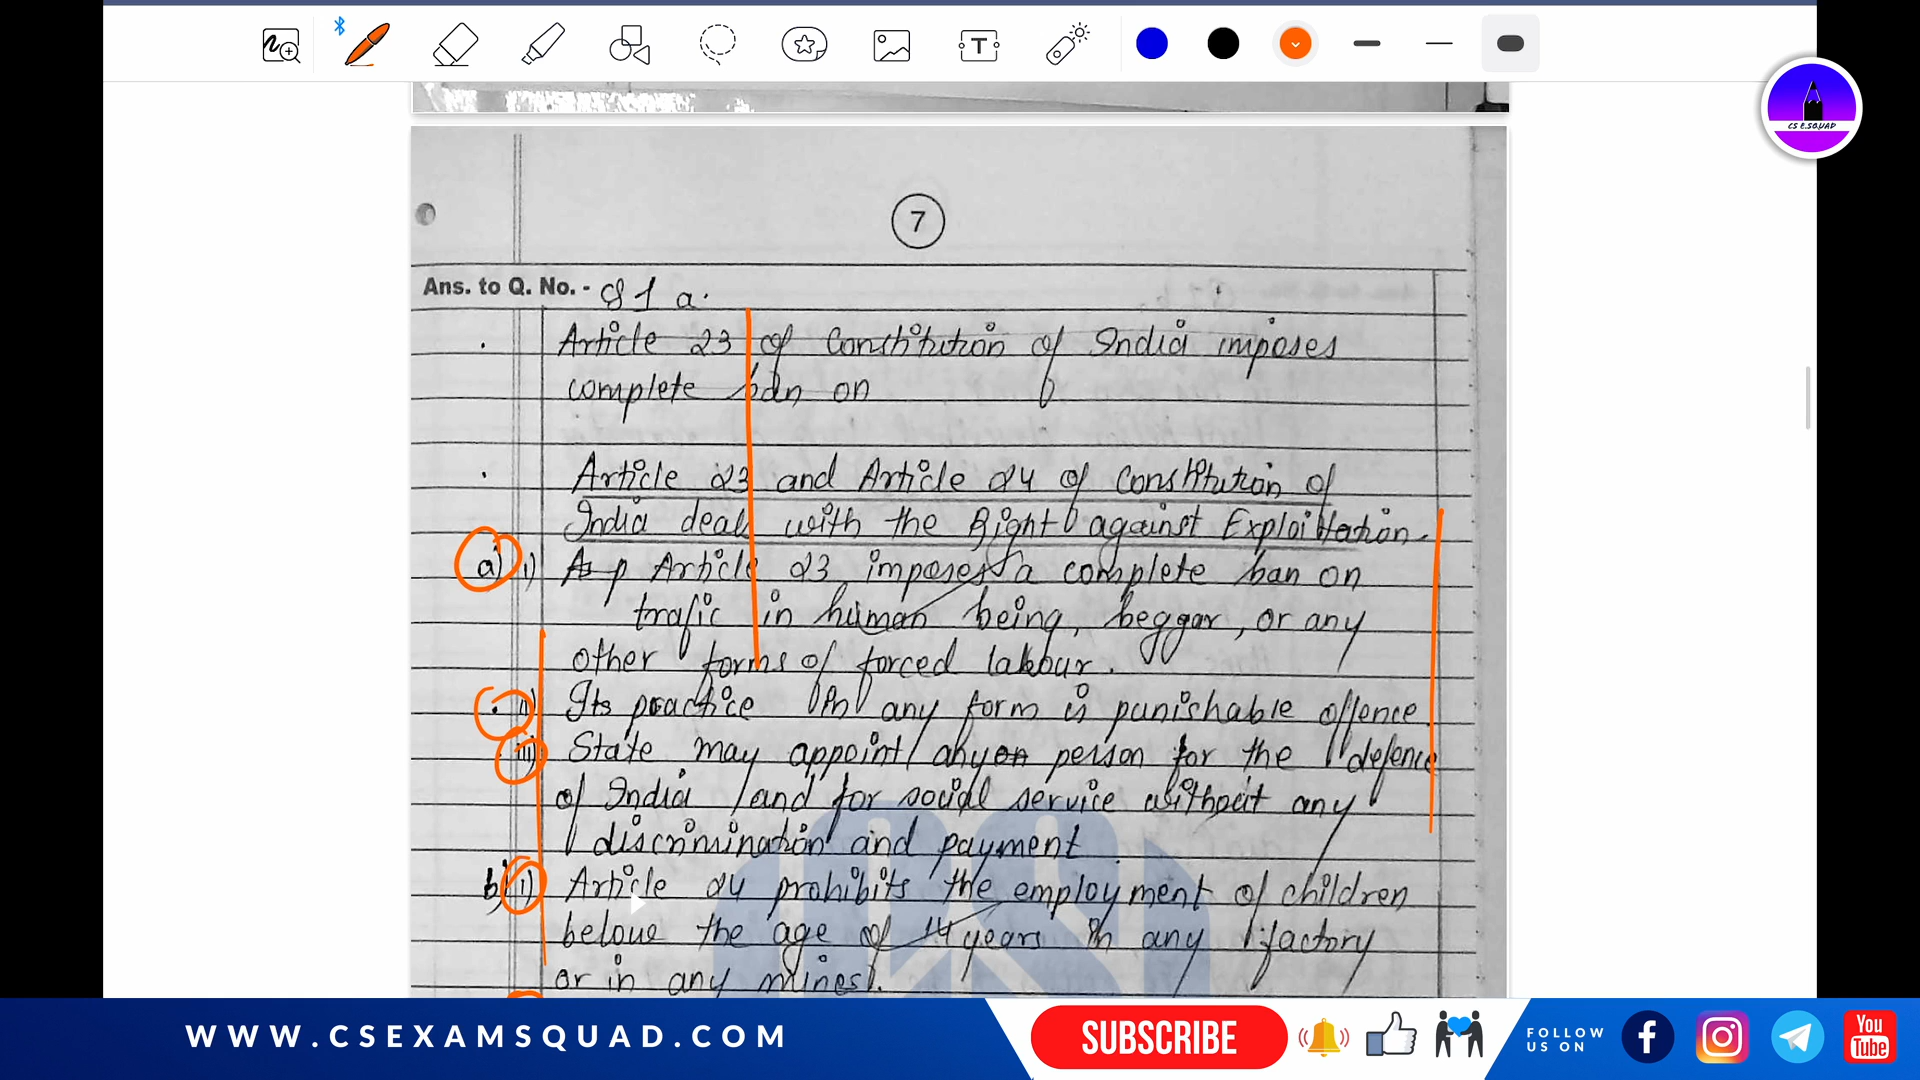 T
CS E.SQUAD
7
Ans. to Q. No. - Q1 a.
Article 23 of Constitution of India imposes
complete ban on
Article 23 and Article 24 of Constitution of
India deal with the Right against Exploitation.
a) i) As p Article 23 imposes a complete ban on
trafic in human being, beggar, or any
other forms of forced labour.
ii) Its practice in any form is punishable offence.
iii) State may appoint any on person for the defence
of India and for social service without any
discrimination and payment.
b) i) Article 24 prohibits the employment of children
beloue the age of 14 years in any factory
or in any mines.
WWW.CSEXAMSQUAD.COM
SUBSCRIBE
FOLLOW
US ON
You
Tube